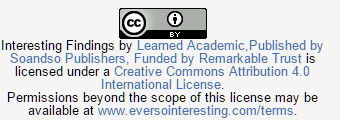 cc BY
Interesting Findings by Learned Academic,Published by
Soandso Publishers, Funded by Remarkable Trust is
licensed under a Creative Commons Attribution 4.0
International License.
Permissions beyond the scope of this license may be
available at www.eversointeresting.com/terms.